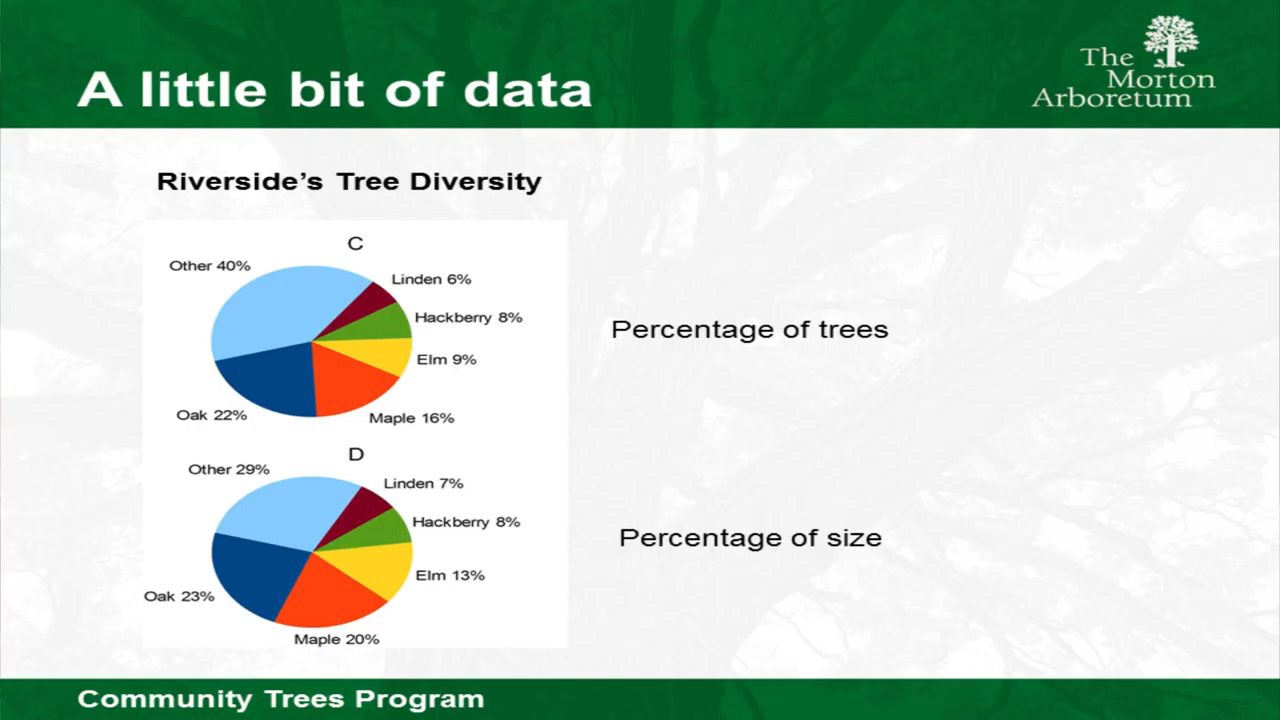 A little bit of data
The
Morton
Arboretum
Riverside's Tree Diversity
C
Other 40%
Linden 6%
Hackberry 8%
Elm 9%
Maple 16%
Oak 22%
Percentage of trees
D
Other 29%
Linden 7%
Hackberry 8%
Elm 13%
Maple 20%
Oak 23%
Percentage of size
Community Trees Program